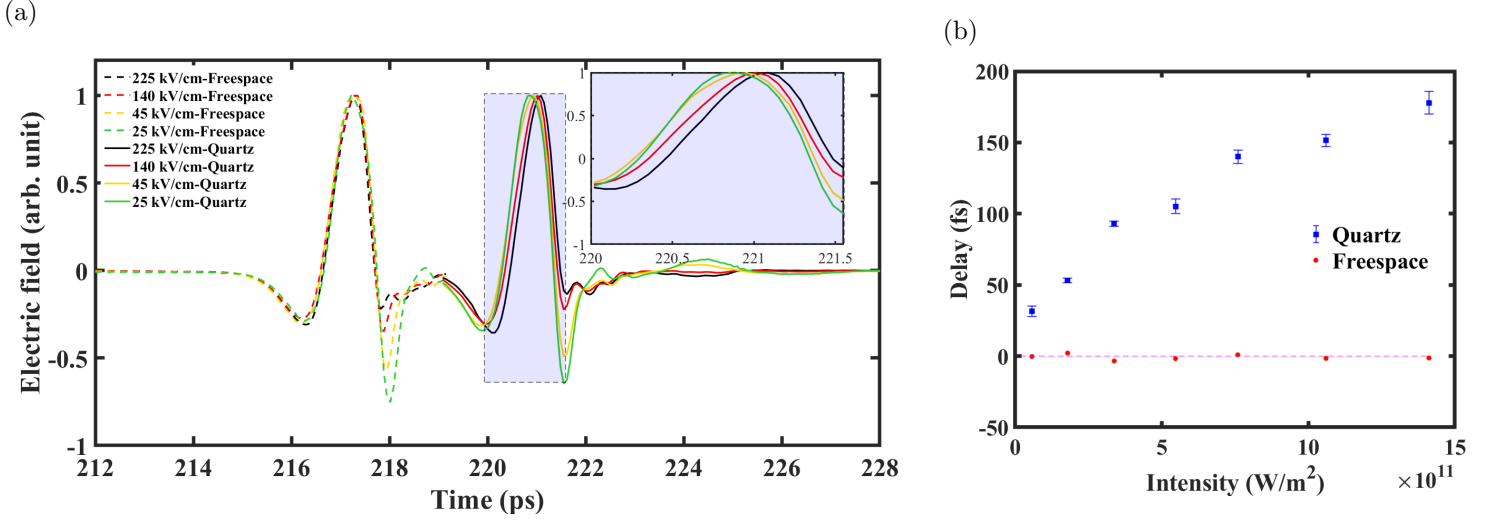 (a)
225 kV/cm-Freespace
140 kV/cm-Freespace
45 kV/cm-Freespace
25 kV/cm-Freespace
225 kV/cm-Quartz
140 kV/cm-Quartz
45 kV/cm-Quartz
25 kV/cm-Quartz
1
0.5
0
-0.5
-1
Electric field (arb. unit)
212 214 216 218 220 222 224 226 228
Time (ps)
1
0.5
0
-0.5
-1
220 220.5 221 221.5
(b)
200
150
100
50
0
-50
Delay (fs)
Quartz
Freespace
0 5 10 15
×10¹¹
Intensity (W/m²)